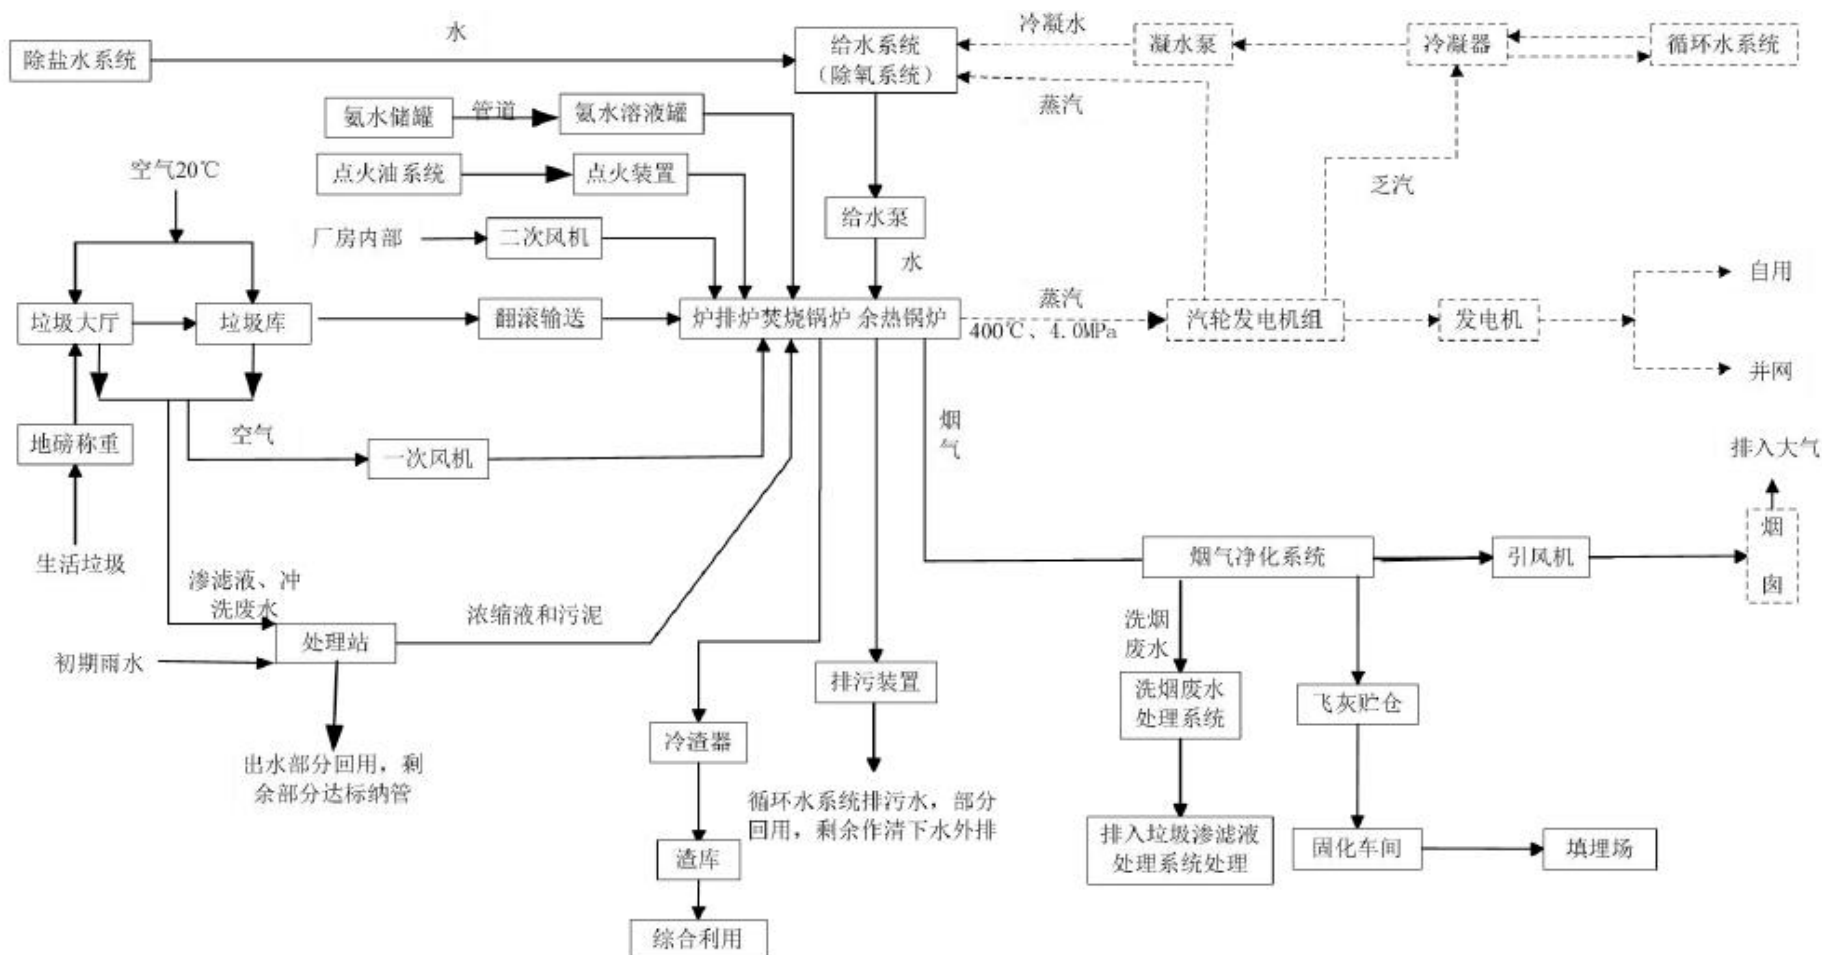 水
冷凝水
除盐水系统
给水系统
（除氧系统）
凝水泵
冷凝器
循环水系统
蒸汽
氨水储罐
管道
氨水溶液罐
空气20℃
点火油系统
点火装置
乏汽
给水泵
厂房内部
二次风机
水
自用
垃圾大厅
垃圾库
翻滚输送
炉排炉焚烧锅炉 余热锅炉
蒸汽
400℃、4.0MPa
汽轮发电机组
发电机
并网
烟
气
地磅称重
空气
一次风机
排入大气
烟
囱
生活垃圾
烟气净化系统
引风机
渗滤液、冲
洗废水
浓缩液和污泥
洗烟
废水
处理站
初期雨水
排污装置
洗烟废水
处理系统
飞灰贮仓
冷渣器
出水部分回用，剩
余部分达标纳管
循环水系统排污水，部分
回用，剩余作清下水外排
渣库
排入垃圾渗滤液
处理系统处理
固化车间
填埋场
综合利用